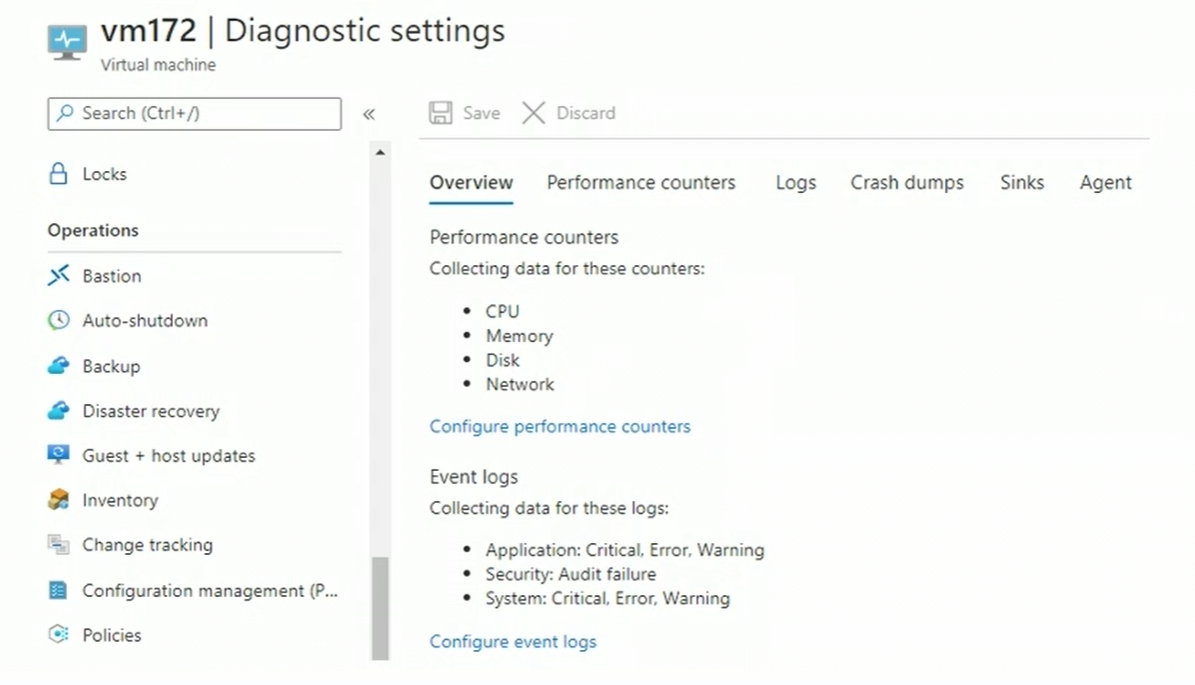 vm172 | Diagnostic settings
Virtual machine
Search (Ctrl+/)
«
Locks
Operations
Bastion
Auto-shutdown
Backup
Disaster recovery
Guest + host updates
Inventory
Change tracking
Configuration management (P...
Policies
Save
Discard
Overview Performance counters Logs Crash dumps Sinks Agent
Performance counters
Collecting data for these counters:
• CPU
• Memory
• Disk
• Network
Configure performance counters
Event logs
Collecting data for these logs:
• Application: Critical, Error, Warning
• Security: Audit failure
• System: Critical, Error, Warning
Configure event logs